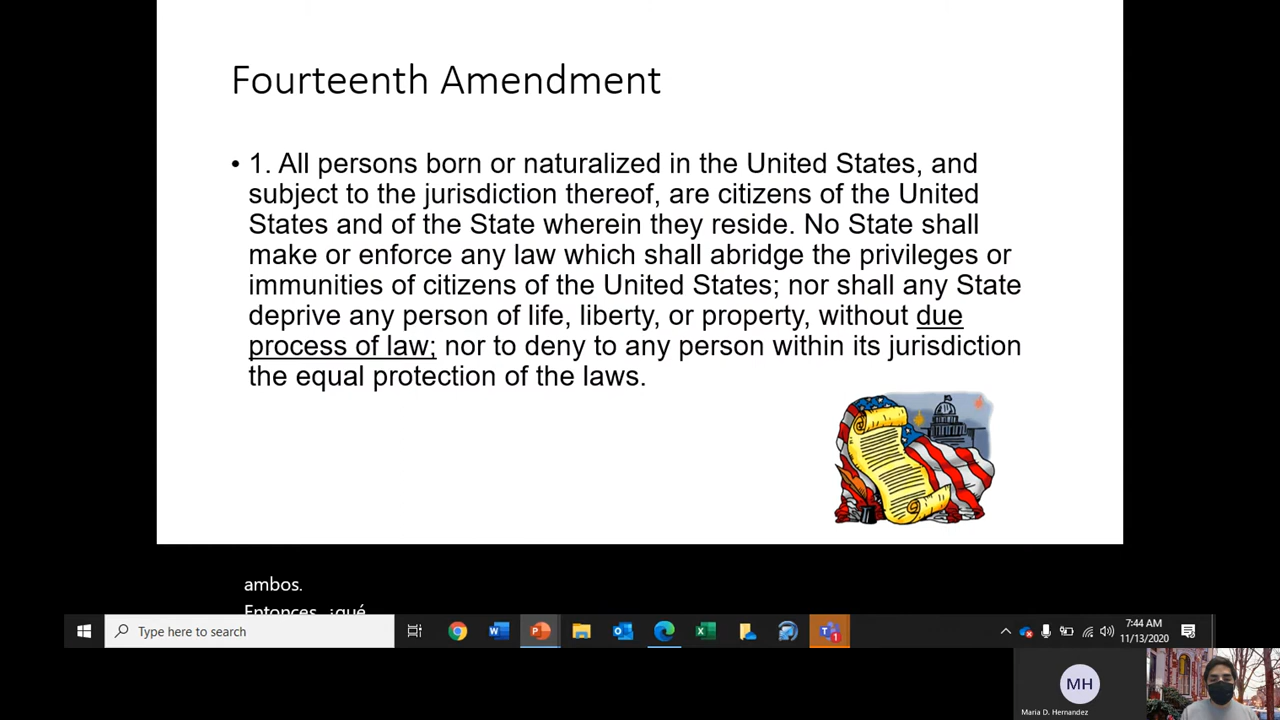 Fourteenth Amendment
• 1. All persons born or naturalized in the United States, and
subject to the jurisdiction thereof, are citizens of the United
States and of the State wherein they reside. No State shall
make or enforce any law which shall abridge the privileges or
immunities of citizens of the United States; nor shall any State
deprive any person of life, liberty, or property, without due
process of law; nor to deny to any person within its jurisdiction
the equal protection of the laws.
ambos.
Entonces, ¿qué
Type here to search
1
7:44 AM
11/13/2020
MH
Maria D. Hernandez